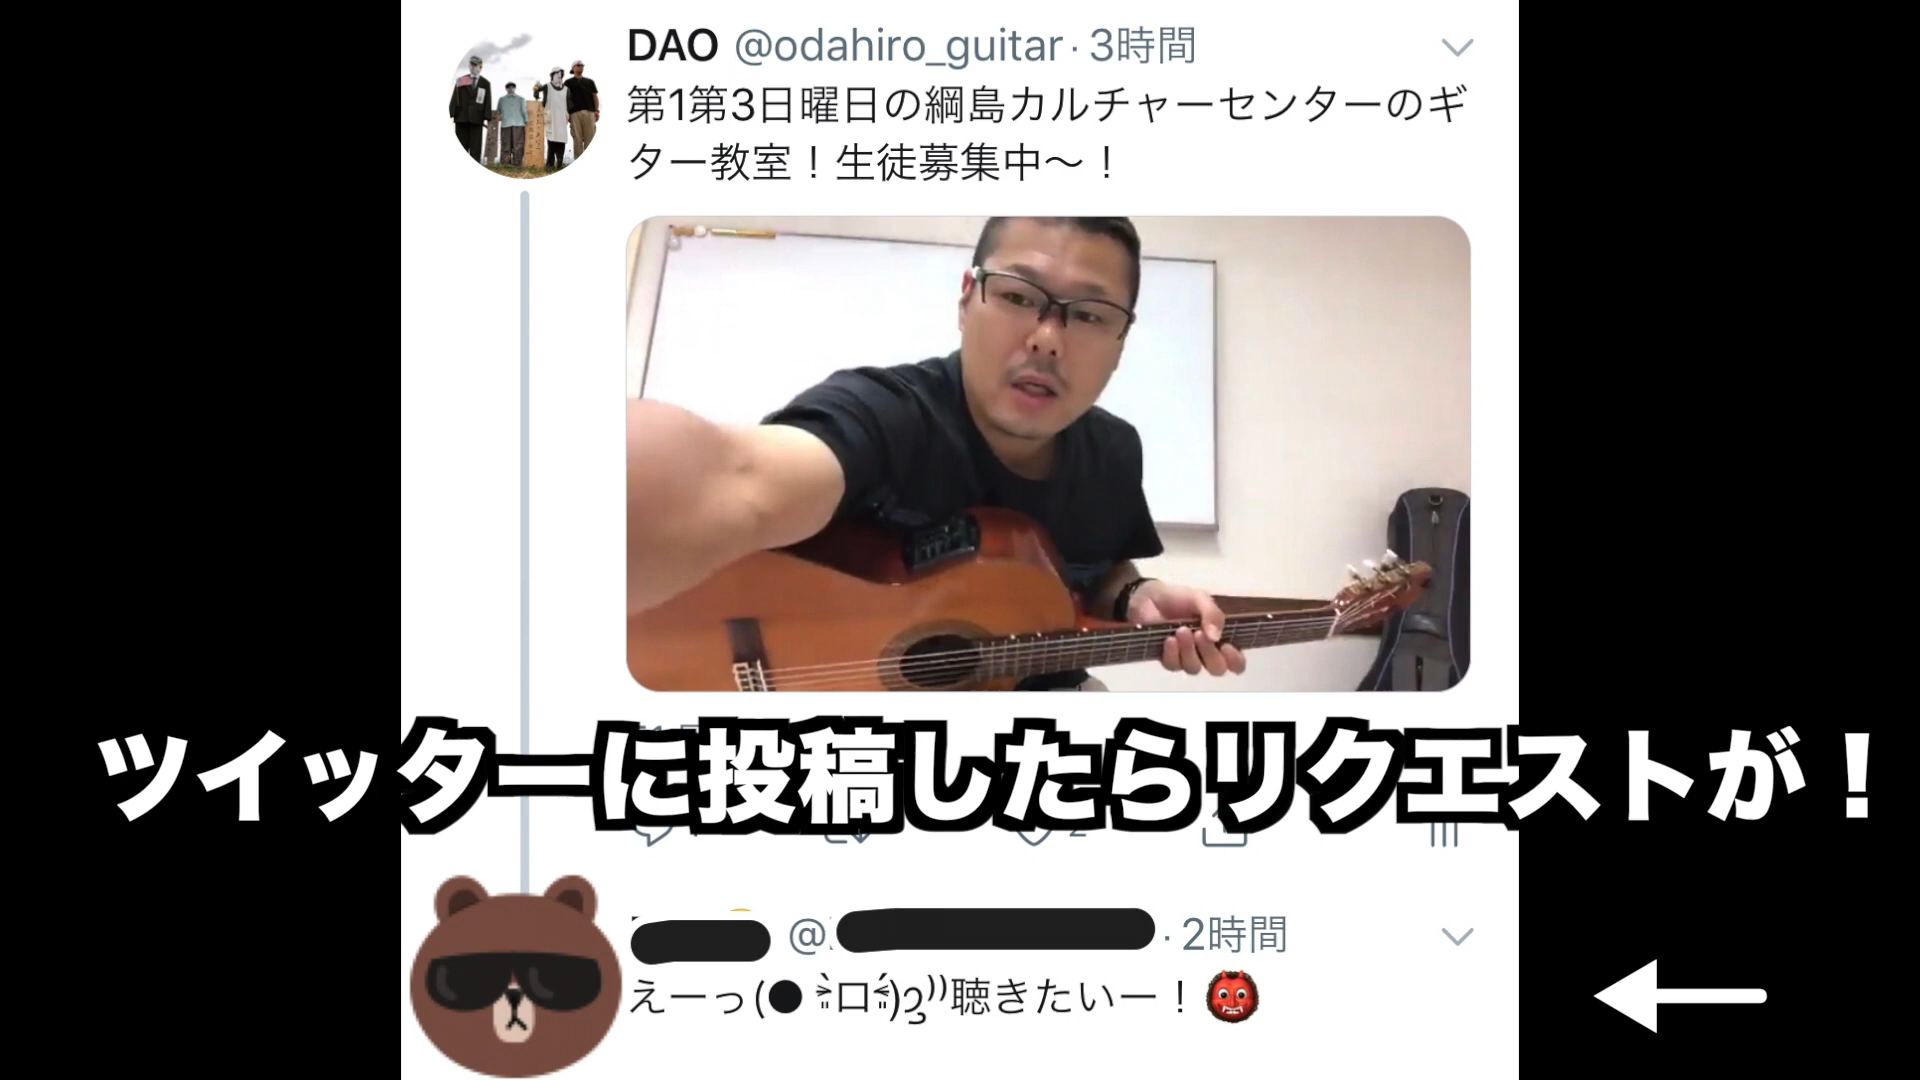 DAO @odahiro_guitar · 3時間
第1第3日曜日の綱島カルチャーセンターのギ
ター教室！生徒募集中〜！
ツイッターに投稿したらリクエストが！
@ · 2時間
えーっ 聴きたいー！